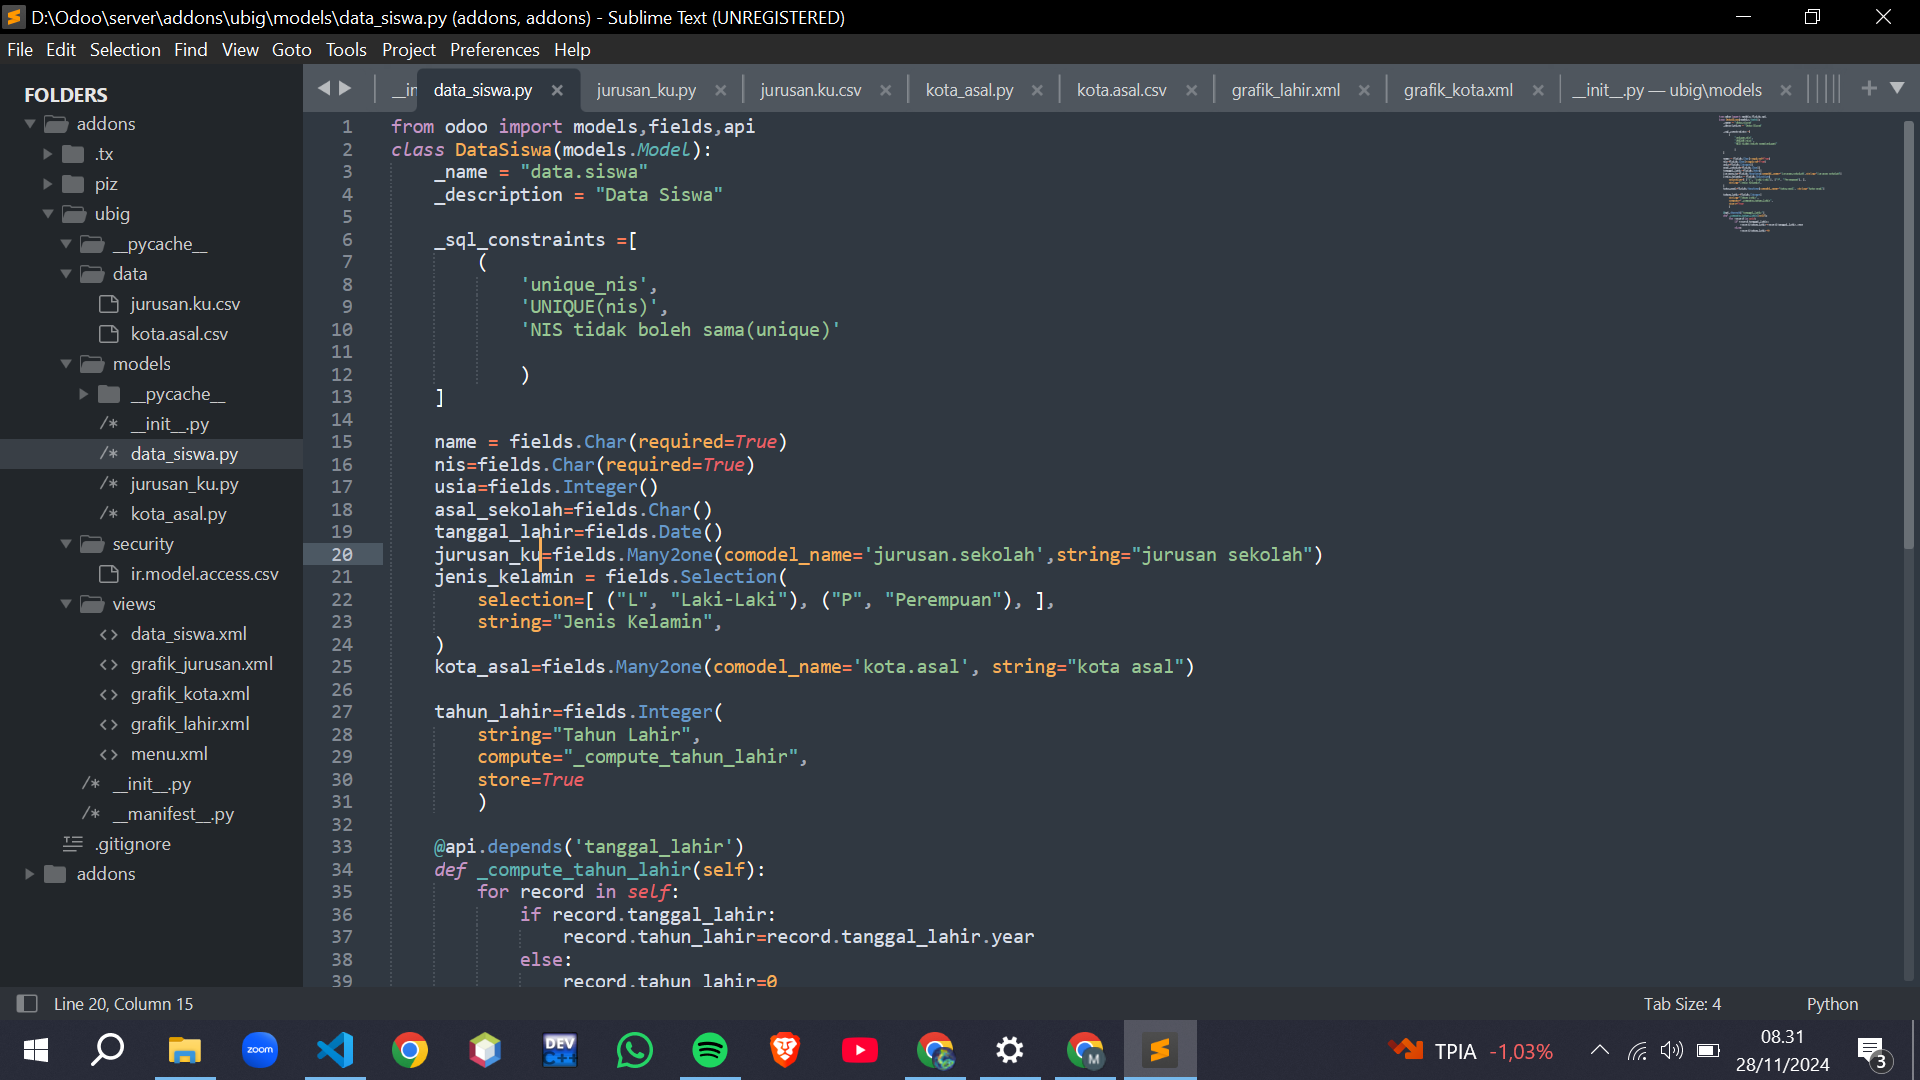 D:\Odoo\server\addons\ubig\models\data_siswa.py (addons, addons) - Sublime Text (UNREGISTERED)
File Edit Selection Find View Goto Tools Project Preferences Help
FOLDERS
addons
.tx
piz
ubig
__pycache__
data
jurusan.ku.csv
kota.asal.csv
models
__pycache__
/* __init__.py
/* data_siswa.py
/* jurusan_ku.py
/* kota_asal.py
security
ir.model.access.csv
views
<> data_siswa.xml
<> grafik_jurusan.xml
<> grafik_kota.xml
<> grafik_lahir.xml
<> menu.xml
/* __init__.py
/* __manifest__.py
.gitignore
addons
__in data_siswa.py jurusan_ku.py jurusan.ku.csv kota_asal.py kota.asal.csv grafik_lahir.xml grafik_kota.xml __init__.py — ubig\models
1 from odoo import models,fields,api
2 class DataSiswa(models.Model):
3     _name = "data.siswa"
4     _description = "Data Siswa"
5
6     _sql_constraints =[
7         (
8             'unique_nis',
9             'UNIQUE(nis)',
10             'NIS tidak boleh sama(unique)'
11
12             )
13     ]
14
15     name = fields.Char(required=True)
16     nis=fields.Char(required=True)
17     usia=fields.Integer()
18     asal_sekolah=fields.Char()
19     tanggal_lahir=fields.Date()
20     jurusan_ku=fields.Many2one(comodel_name='jurusan.sekolah',string="jurusan sekolah")
21     jenis_kelamin = fields.Selection(
22         selection=[ ("L", "Laki-Laki"), ("P", "Perempuan"), ],
23         string="Jenis Kelamin",
24     )
25     kota_asal=fields.Many2one(comodel_name='kota.asal', string="kota asal")
26
27     tahun_lahir=fields.Integer(
28         string="Tahun Lahir",
29         compute="_compute_tahun_lahir",
30         store=True
31         )
32
33     @api.depends('tanggal_lahir')
34     def _compute_tahun_lahir(self):
35         for record in self:
36             if record.tanggal_lahir:
37                 record.tahun_lahir=record.tanggal_lahir.year
38             else:
39                 record.tahun_lahir=0
Line 20, Column 15
Tab Size: 4
Python
zoom
DEV C++
M
TPIA -1,03%
08.31
28/11/2024
3